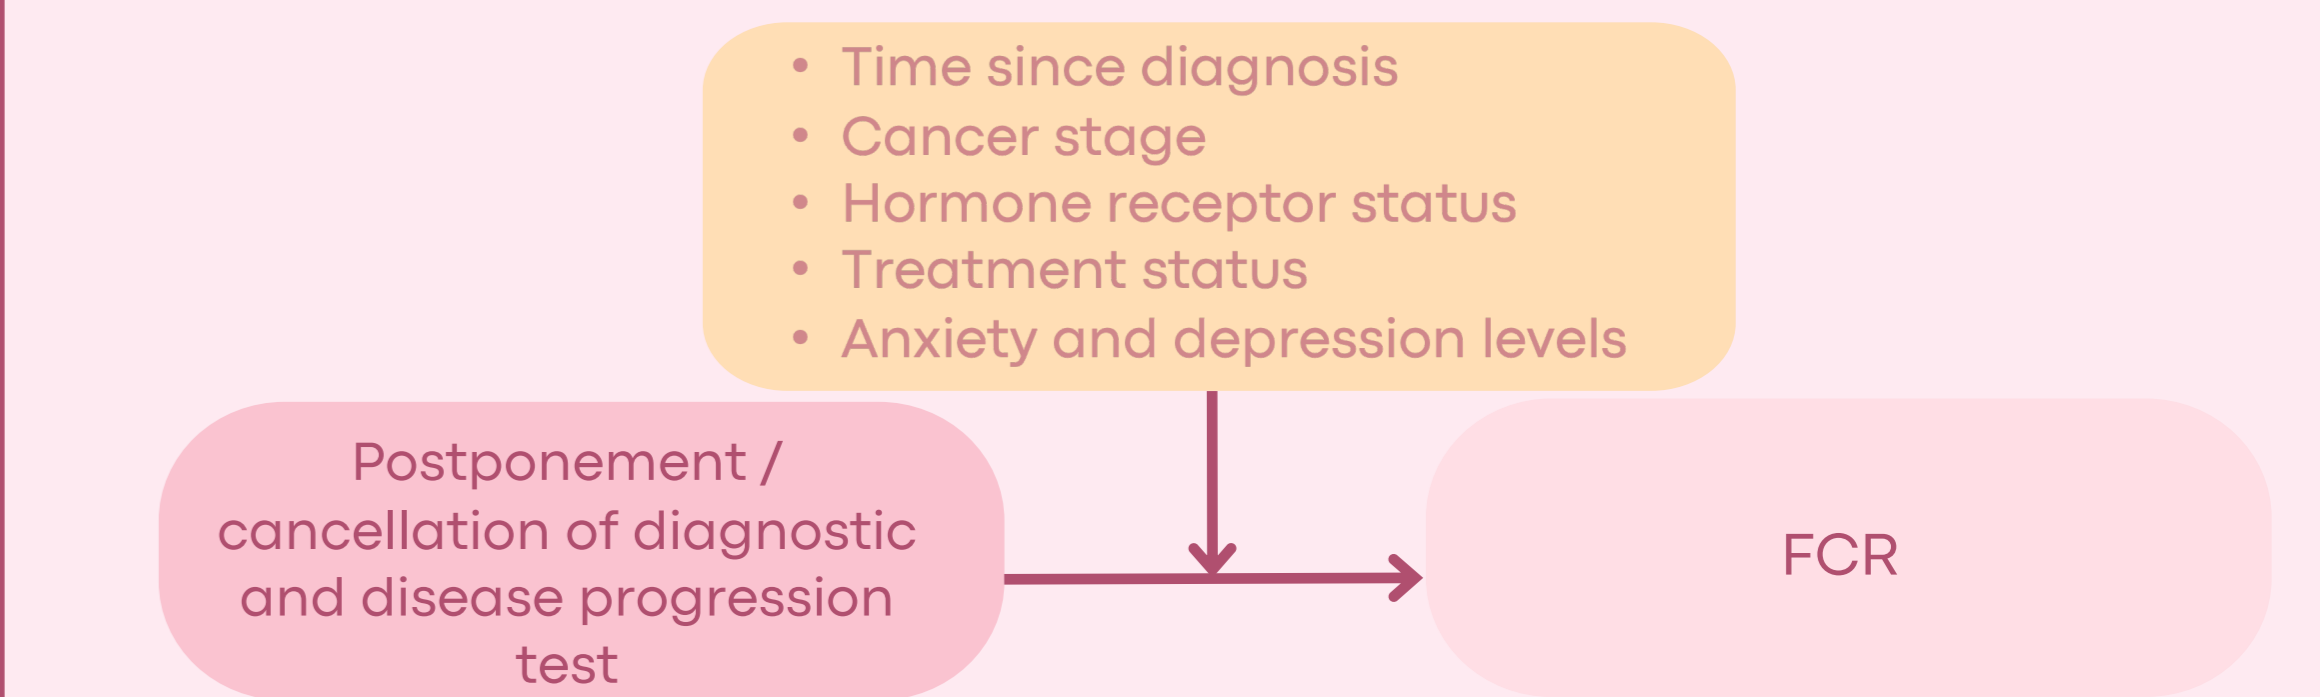 • Time since diagnosis
• Cancer stage
• Hormone receptor status
• Treatment status
• Anxiety and depression levels
Postponement /
cancellation of diagnostic
and disease progression
test
FCR